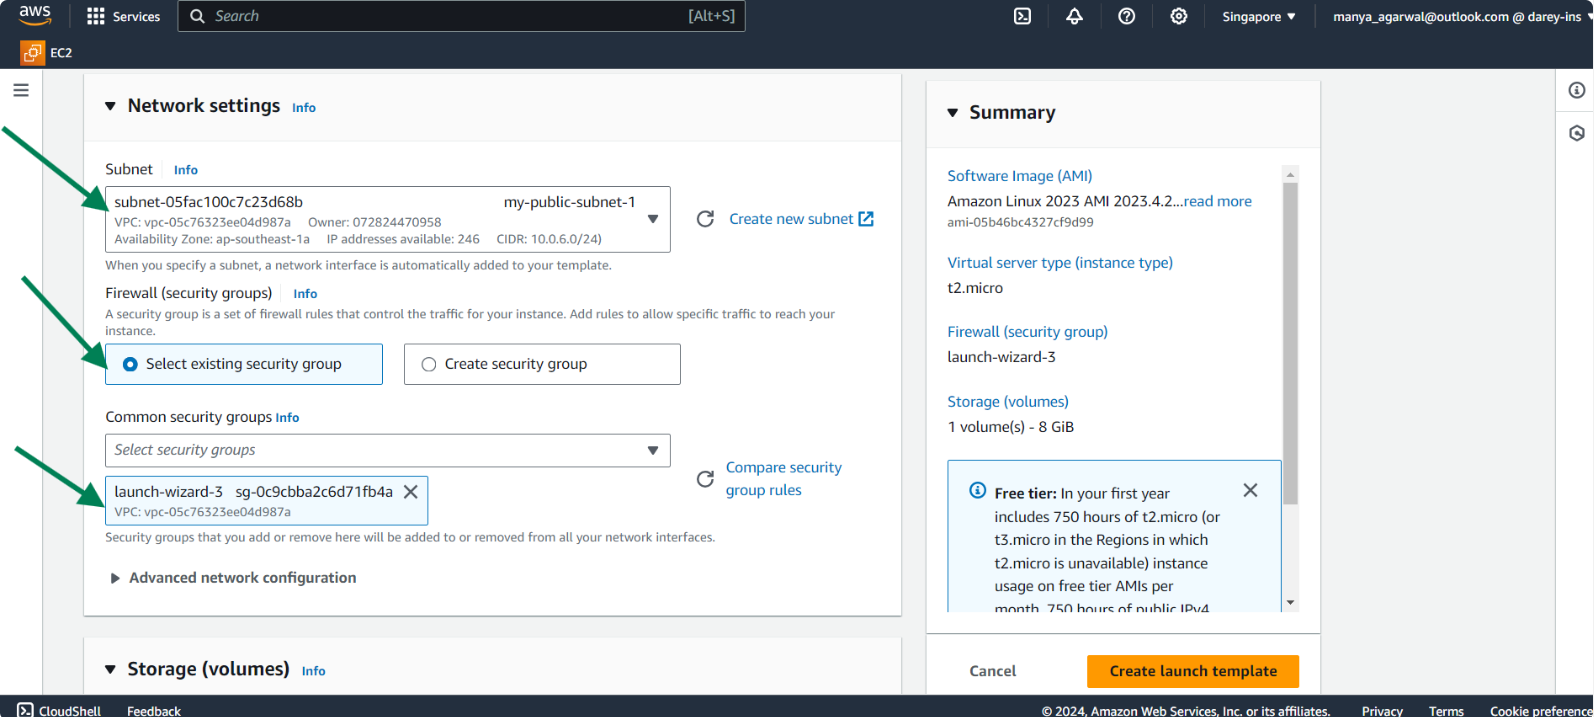 aws
Services
Search
[Alt+S]
Singapore
manya_agarwal@outlook.com @ darey-ins
EC2
Network settings Info
Subnet Info
subnet-05fac100c7c23d68b my-public-subnet-1
VPC: vpc-05c76323ee04d987a Owner: 072824470958
Availability Zone: ap-southeast-1a IP addresses available: 246 CIDR: 10.0.6.0/24)
Create new subnet
When you specify a subnet, a network interface is automatically added to your template.
Firewall (security groups) Info
A security group is a set of firewall rules that control the traffic for your instance. Add rules to allow specific traffic to reach your
instance.
Select existing security group
Create security group
Common security groups Info
Select security groups
launch-wizard-3 sg-0c9cbba2c6d71fb4a
VPC: vpc-05c76323ee04d987a
Compare security
group rules
Security groups that you add or remove here will be added to or removed from all your network interfaces.
Advanced network configuration
Storage (volumes) Info
Summary
Software Image (AMI)
Amazon Linux 2023 AMI 2023.4.2...read more
ami-05b46bc4327cf9d99
Virtual server type (instance type)
t2.micro
Firewall (security group)
launch-wizard-3
Storage (volumes)
1 volume(s) - 8 GiB
Free tier: In your first year
includes 750 hours of t2.micro (or
t3.micro in the Regions in which
t2.micro is unavailable) instance
usage on free tier AMIs per
month, 750 hours of public IPv4
Cancel
Create launch template
CloudShell
Feedback
© 2024, Amazon Web Services, Inc. or its affiliates.
Privacy
Terms
Cookie preference